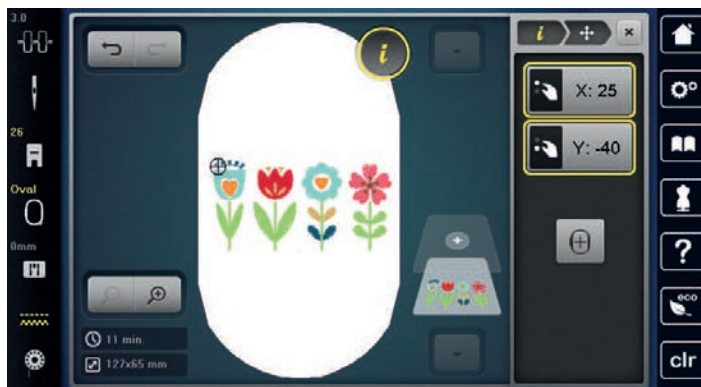 3.0
26
Oval
0mm
i
i
×
X: 25
Y: -40
11 min.
127x65 mm
?
eco
clr